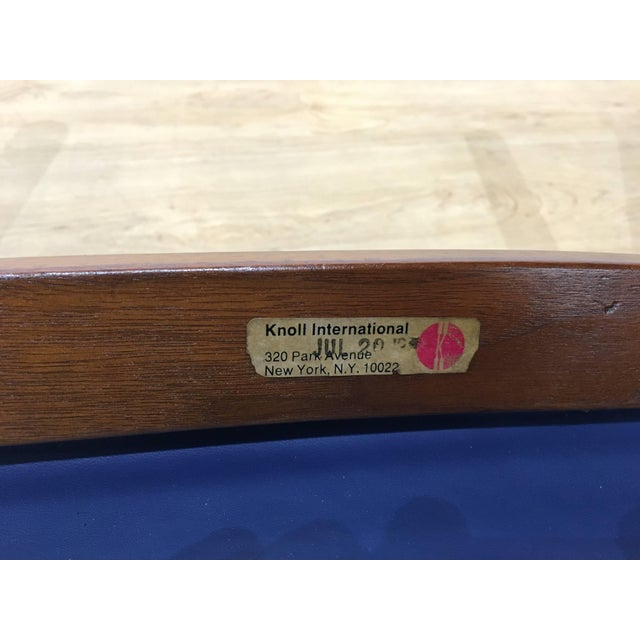 Knoll International
JUL 20
320 Park Avenue
New York, N.Y. 10022